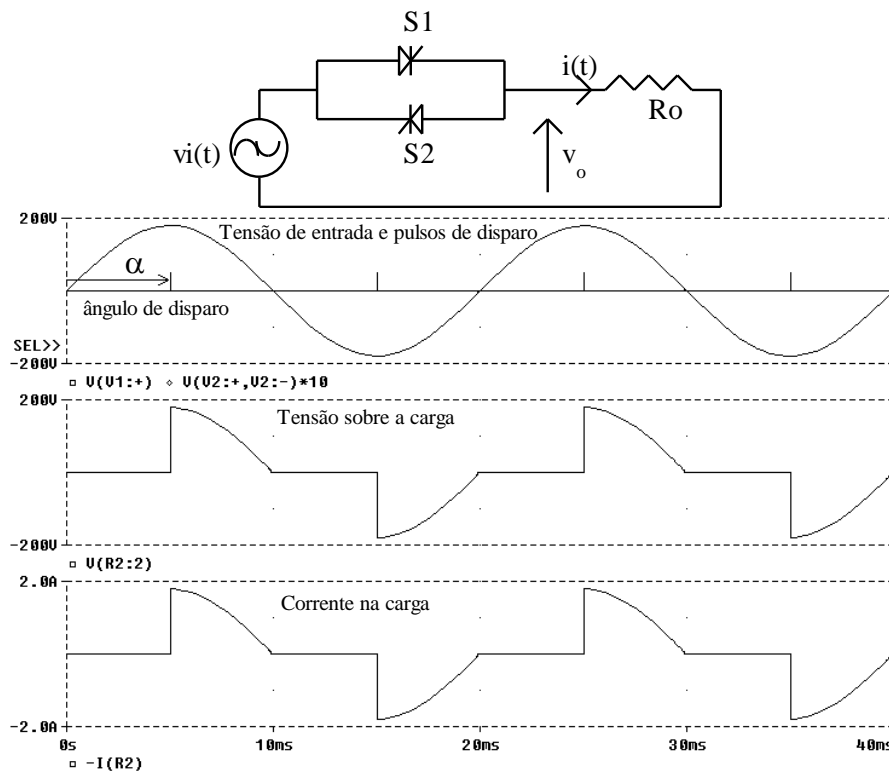 S1
i(t)
Ro
S2
vi(t)
v
o
200V
Tensão de entrada e pulsos de disparo
α
ângulo de disparo
SEL>>
-200V
V(V1:+) V(V2:+,V2:-)*10
200V
Tensão sobre a carga
-200V
V(R2:2)
2.0A
Corrente na carga
-2.0A
0s 10ms 20ms 30ms 40ms
-I(R2)